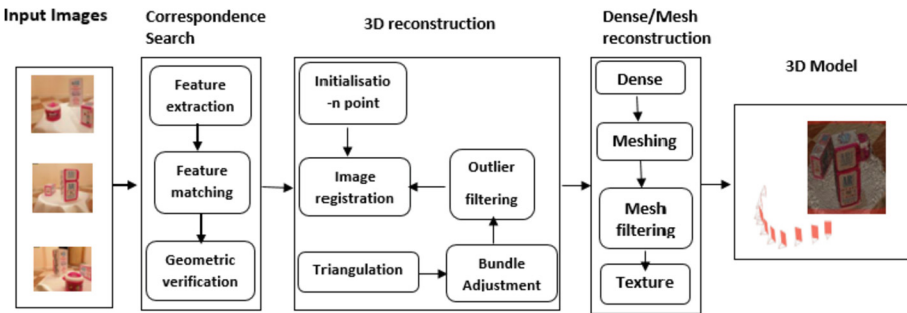 Input Images
Correspondence
Search
Feature
extraction
Feature
matching
Geometric
verification
3D reconstruction
Initialisatio
-n point
Image
registration
Outlier
filtering
Triangulation
Bundle
Adjustment
Dense/Mesh
reconstruction
Dense
Meshing
Mesh
filtering
Texture
3D Model